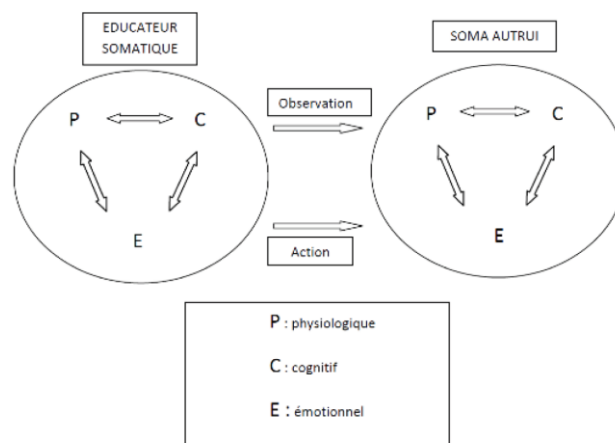 EDUCATEUR
SOMATIQUE
SOMA AUTRUI
P
C
E
Observation
Action
P
C
E
P : physiologique
C : cognitif
E : émotionnel